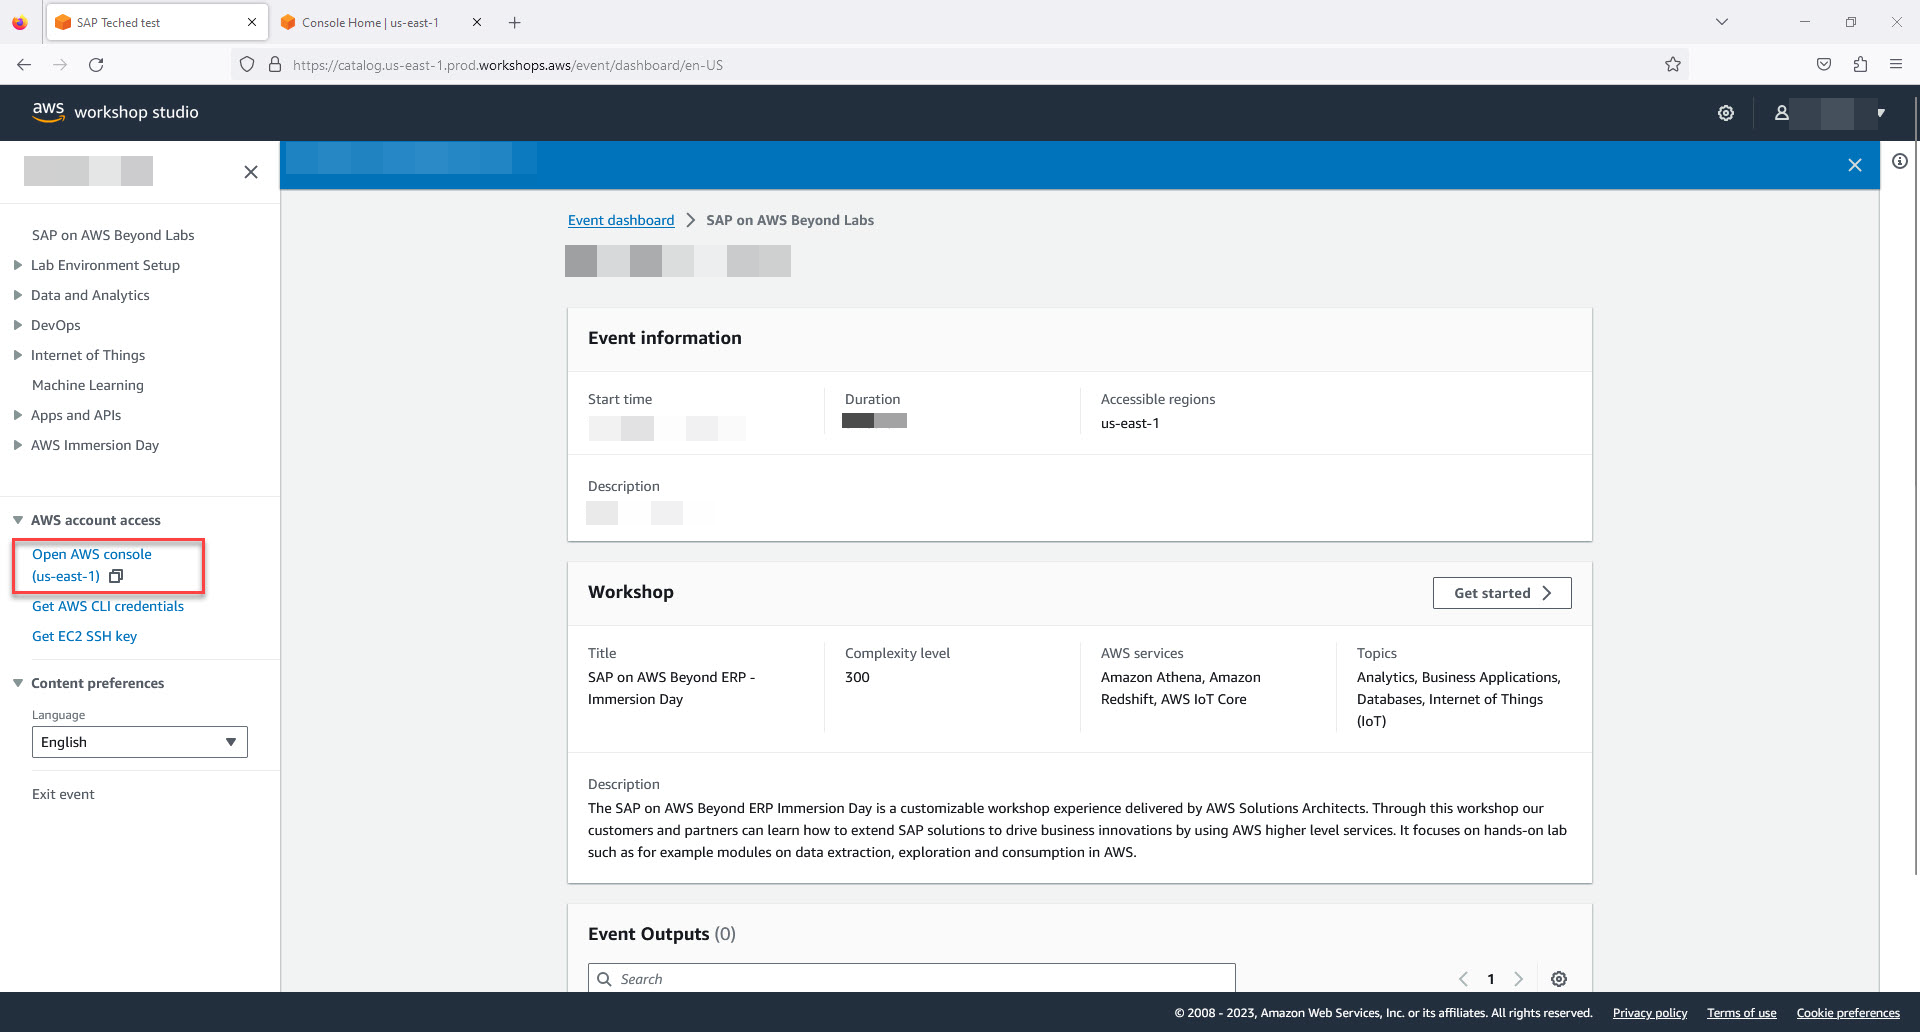 SAP Teched test
Console Home | us-east-1
https://catalog.us-east-1.prod.workshops.aws/event/dashboard/en-US
aws workshop studio
SAP on AWS Beyond Labs
Lab Environment Setup
Data and Analytics
DevOps
Internet of Things
Machine Learning
Apps and APIs
AWS Immersion Day
AWS account access
Open AWS console
(us-east-1)
Get AWS CLI credentials
Get EC2 SSH key
Content preferences
Language
English
Exit event
Event dashboard > SAP on AWS Beyond Labs
Event information
Start time
Duration
Accessible regions
us-east-1
Description
Workshop
Get started
Title
SAP on AWS Beyond ERP -
Immersion Day
Complexity level
300
AWS services
Amazon Athena, Amazon
Redshift, AWS IoT Core
Topics
Analytics, Business Applications,
Databases, Internet of Things
(IoT)
Description
The SAP on AWS Beyond ERP Immersion Day is a customizable workshop experience delivered by AWS Solutions Architects. Through this workshop our
customers and partners can learn how to extend SAP solutions to drive business innovations by using AWS higher level services. It focuses on hands-on lab
such as for example modules on data extraction, exploration and consumption in AWS.
Event Outputs (0)
Search
1
© 2008 - 2023, Amazon Web Services, Inc. or its affiliates. All rights reserved. Privacy policy Terms of use Cookie preferences